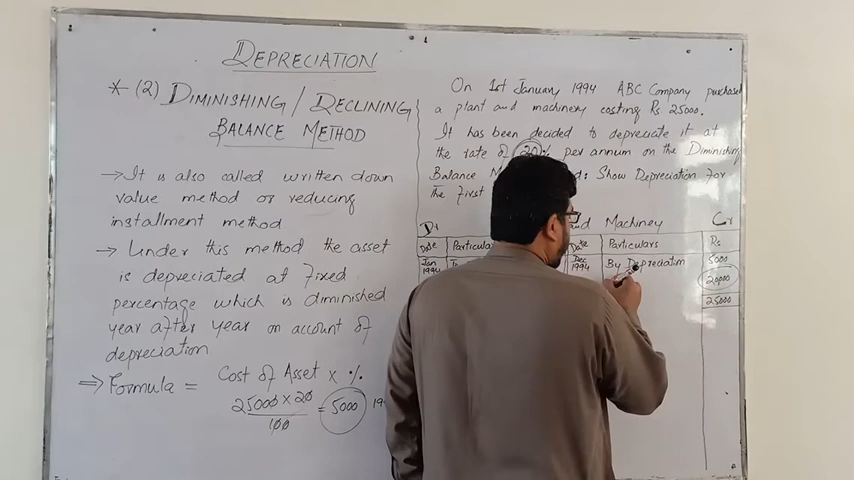 DEPRECIATION
* (2) DIMINISHING / DECLINING
BALANCE METHOD
→ It is also called written down
value method or reducing
installment method
→ Under this method the asset
is depreciated at fixed
percentage which is diminished
year after year on account of
depreciation
⇒ Formula = Cost of Asset x %
25000 x 20
100
= 5000
On 1st January 1994 ABC Company purchased
a plant and machinery costing Rs 25000.
It has been decided to depreciate it at
the rate of 20% per annum on the Diminishing
Balance Show Depreciation for
the first
Dr Machinery Cr
Date Date Particulars Rs
Jan Dec By Depreciation 5000
1994 1994
20000
25000